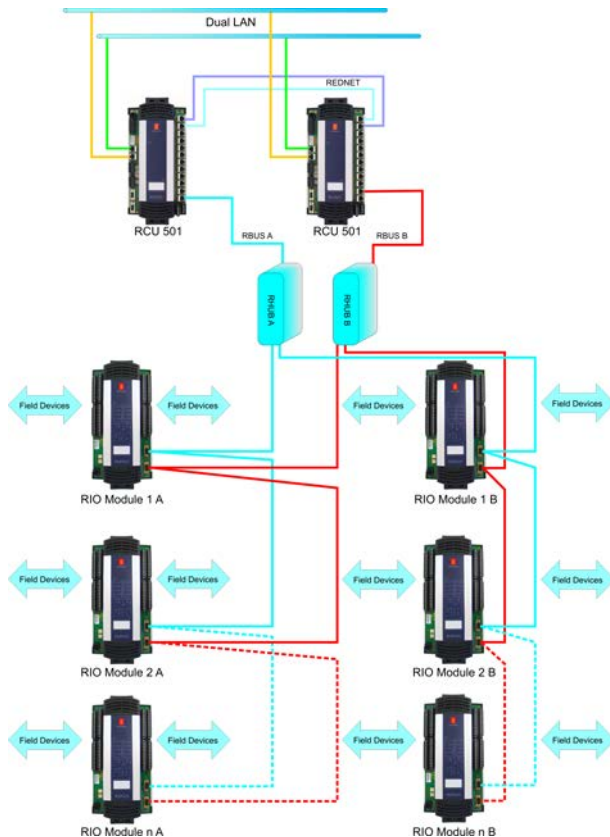 Dual LAN
REDNET
RCU 501
RCU 501
RBUS A
RBUS B
RHUB A
RHUB B
Field Devices
Field Devices
Field Devices
Field Devices
RIO Module 1 A
RIO Module 1 B
Field Devices
Field Devices
Field Devices
Field Devices
RIO Module 2 A
RIO Module 2 B
Field Devices
Field Devices
Field Devices
Field Devices
RIO Module n A
RIO Module n B